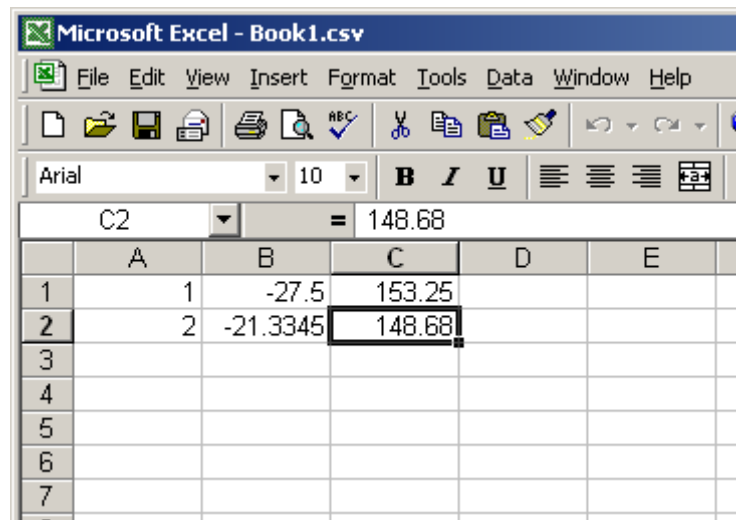 Microsoft Excel - Book1.csv
File Edit View Insert Format Tools Data Window Help
ABC
Arial 10 B I U a
C2 = 148.68
A B C D E
1 1 -27.5 153.25
2 2 -21.3345 148.68
3
4
5
6
7